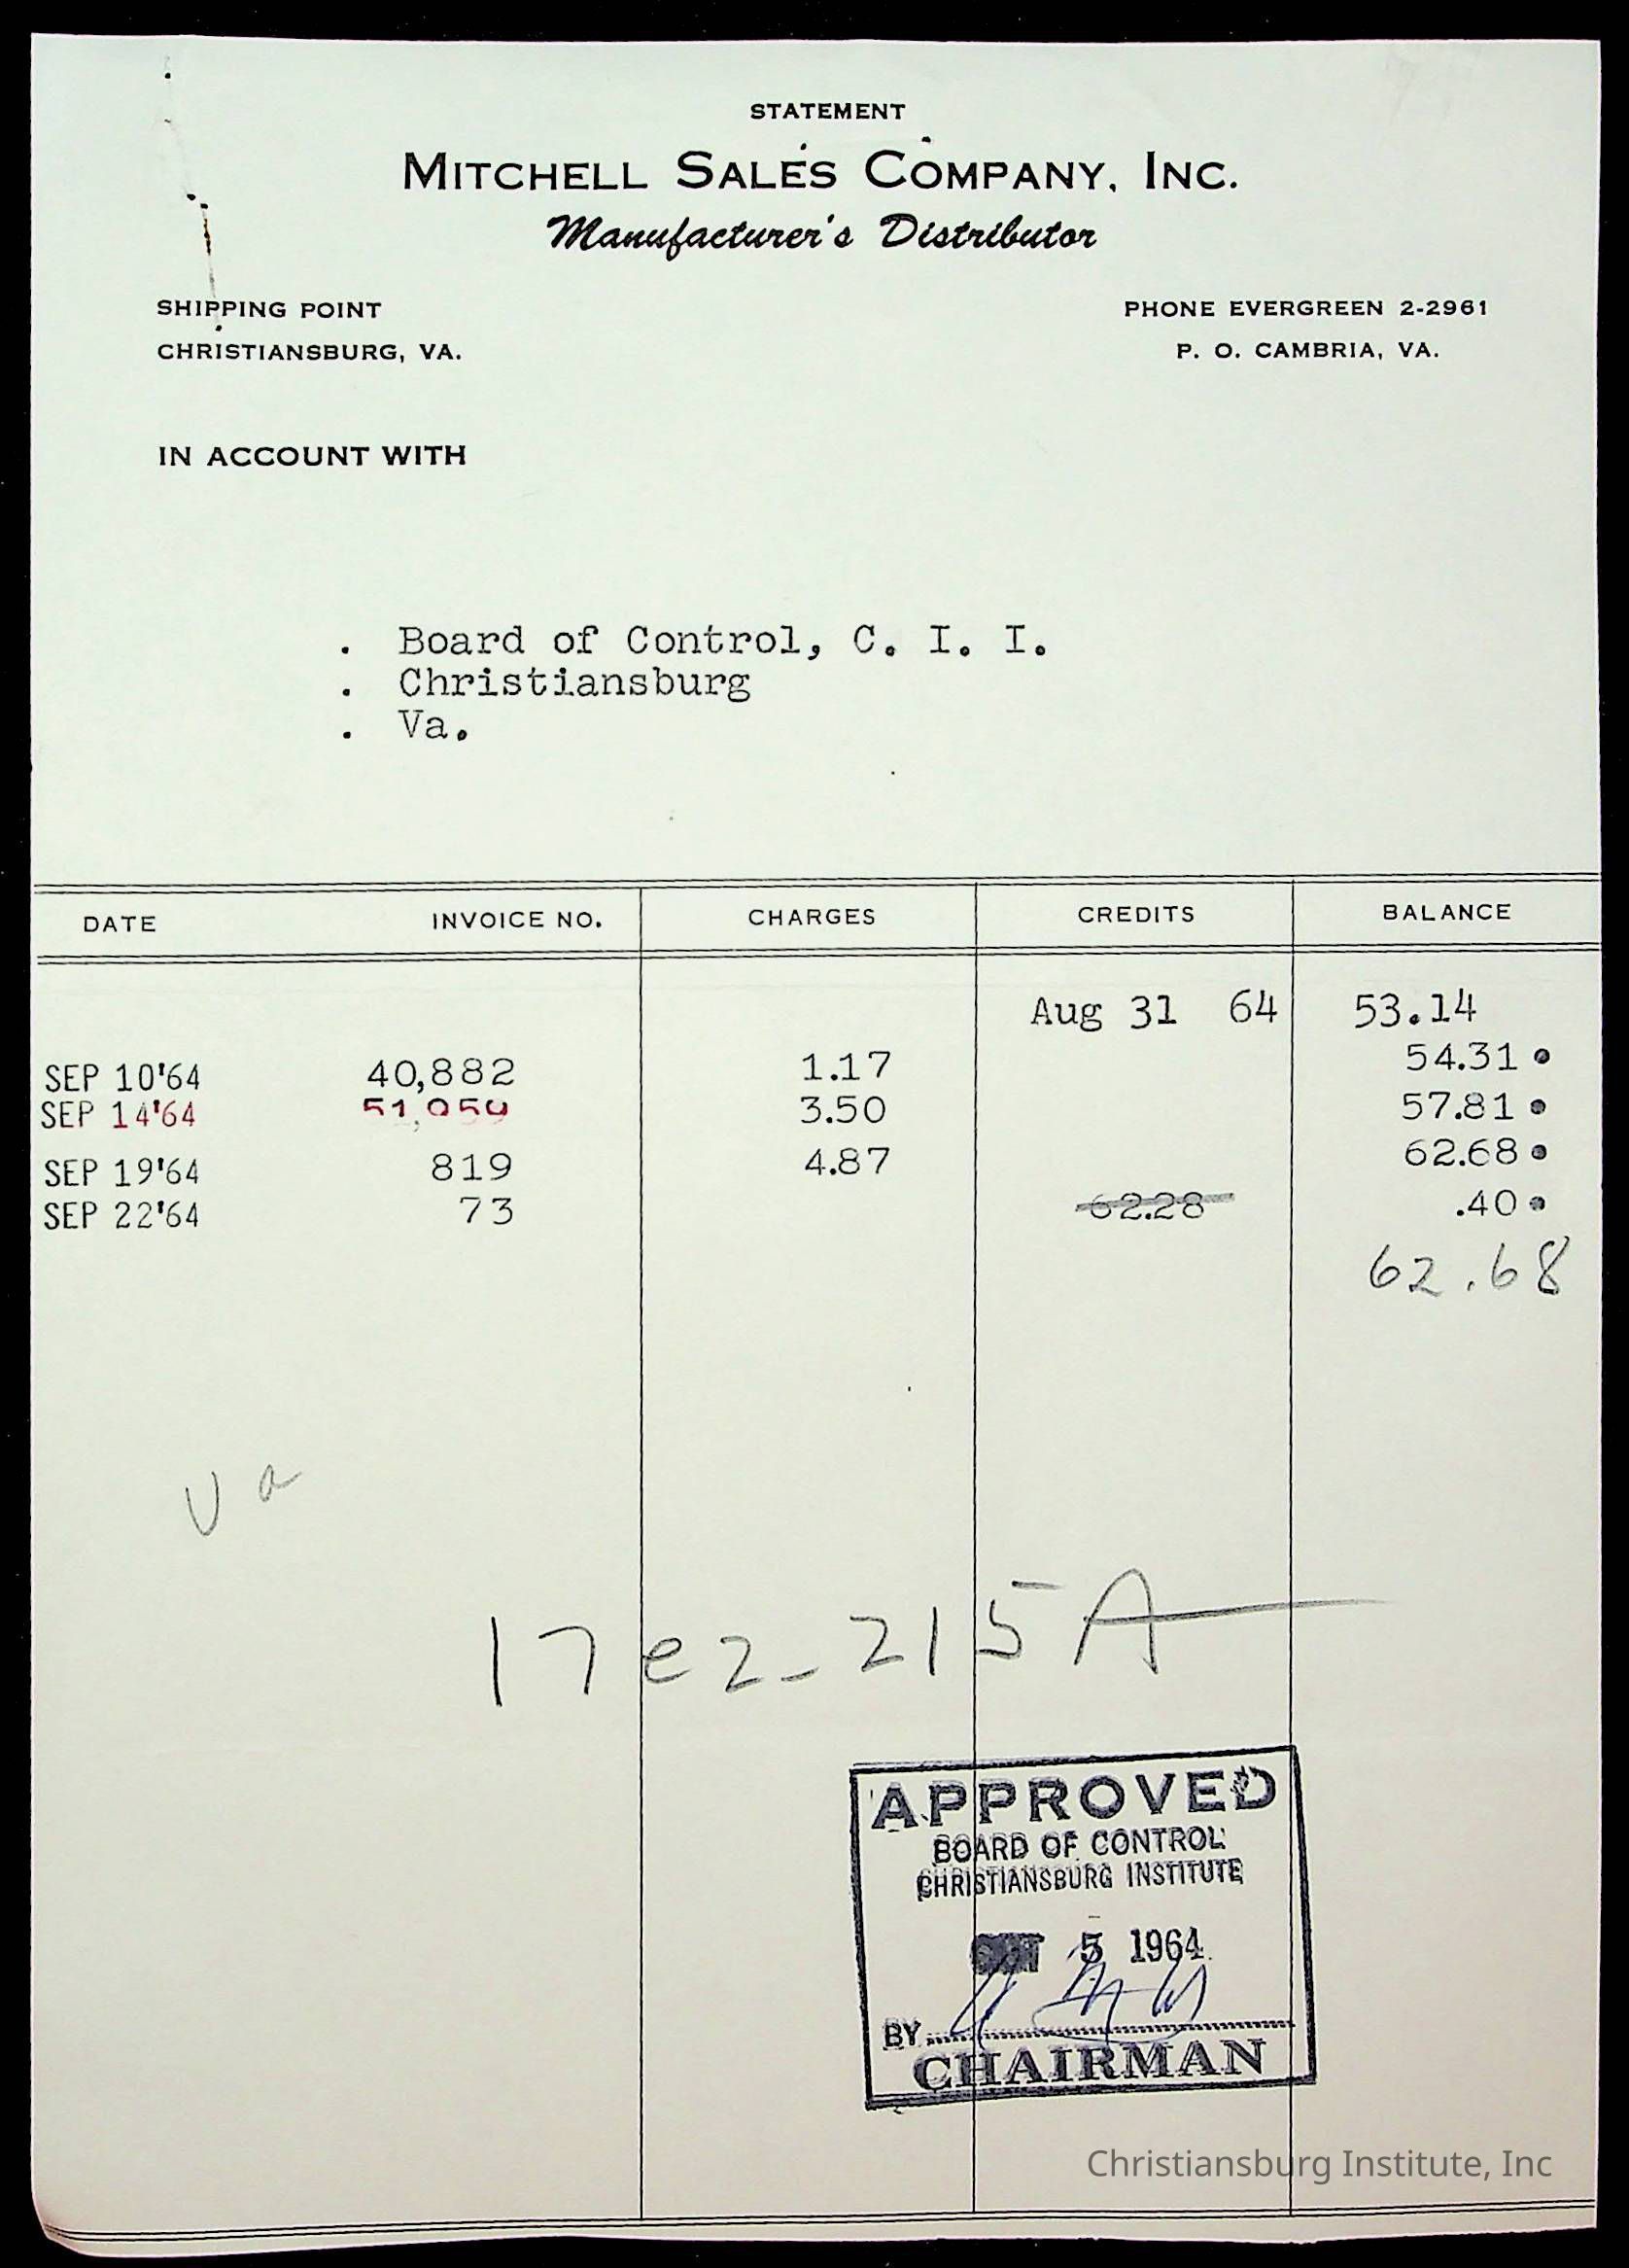 STATEMENT
MITCHELL SALES COMPANY, INC.
Manufacturer's Distributor
SHIPPING POINT
CHRISTIANSBURG, VA.
PHONE EVERGREEN 2-2961
P. O. CAMBRIA, VA.
IN ACCOUNT WITH
. Board of Control, C. I. I.
. Christiansburg
. Va.
DATE INVOICE NO. CHARGES CREDITS BALANCE
Aug 31 64 53.14
SEP 10'64 40,882 1.17 54.31
SEP 14'64 51,059 3.50 57.81
SEP 19'64 819 4.87 62.68
SEP 22'64 73 62.28 .40
62.68
Va
17e2-215A
APPROVED
BOARD OF CONTROL
CHRISTIANSBURG INSTITUTE
OCT 5 1964
BY
CHAIRMAN
Christiansburg Institute, Inc